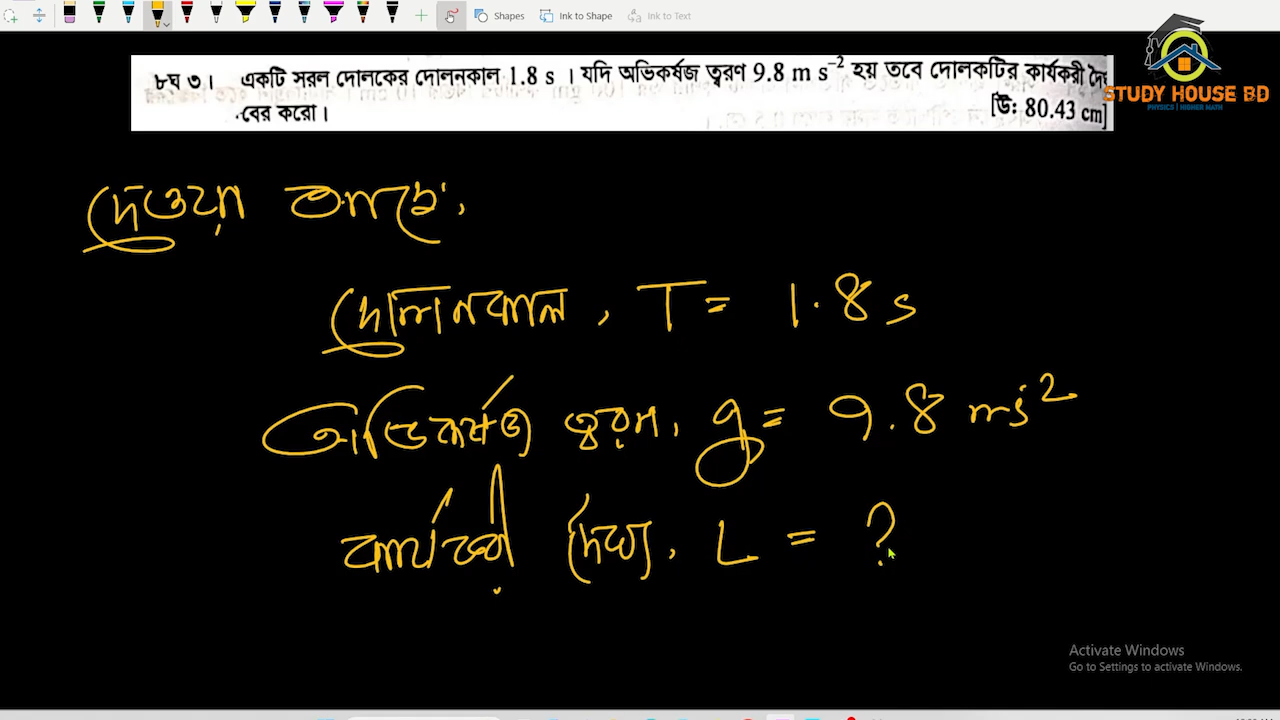 Shapes
Ink to Shape
Ink to Text
৮ঘ ৩। একটি সরল দোলকের দোলনকাল 1.8 s । যদি অভিকর্ষজ ত্বরণ 9.8 m s⁻² হয় তবে দোলকটির কার্যকরী দৈ
বের করো। [উঃ 80.43 cm]
STUDY HOUSE BD
PHYSICS | HIGHER MATH
দেওয়া আছে,
দোলনকাল, T = 1.8 s
অভিকর্ষজ ত্বরণ, g = 9.8 ms⁻²
কার্যকরী দৈর্ঘ্য, L = ?
Activate Windows
Go to Settings to activate Windows.